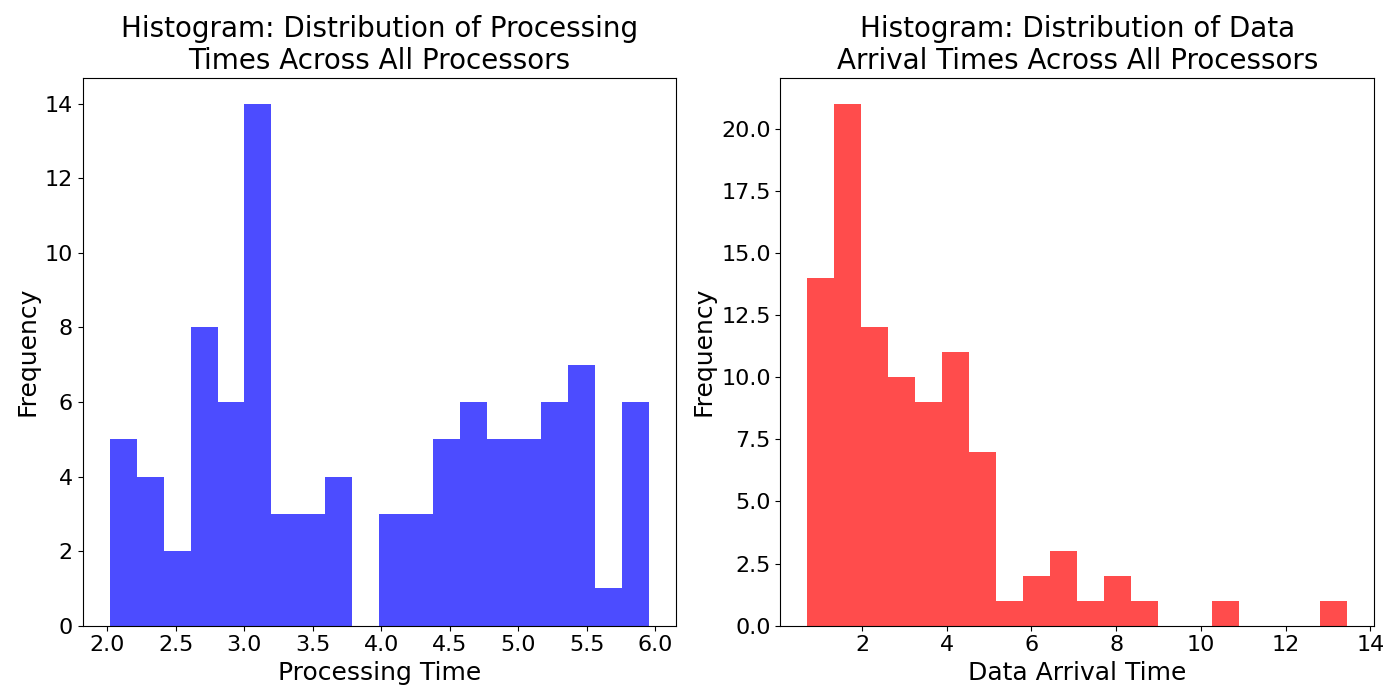 Histogram: Distribution of Processing
Times Across All Processors
14
12
10
8
6
4
2
0
Frequency
2.0 2.5 3.0 3.5 4.0 4.5 5.0 5.5 6.0
Processing Time
Histogram: Distribution of Data
Arrival Times Across All Processors
20.0
17.5
15.0
12.5
10.0
7.5
5.0
2.5
0.0
Frequency
2 4 6 8 10 12 14
Data Arrival Time